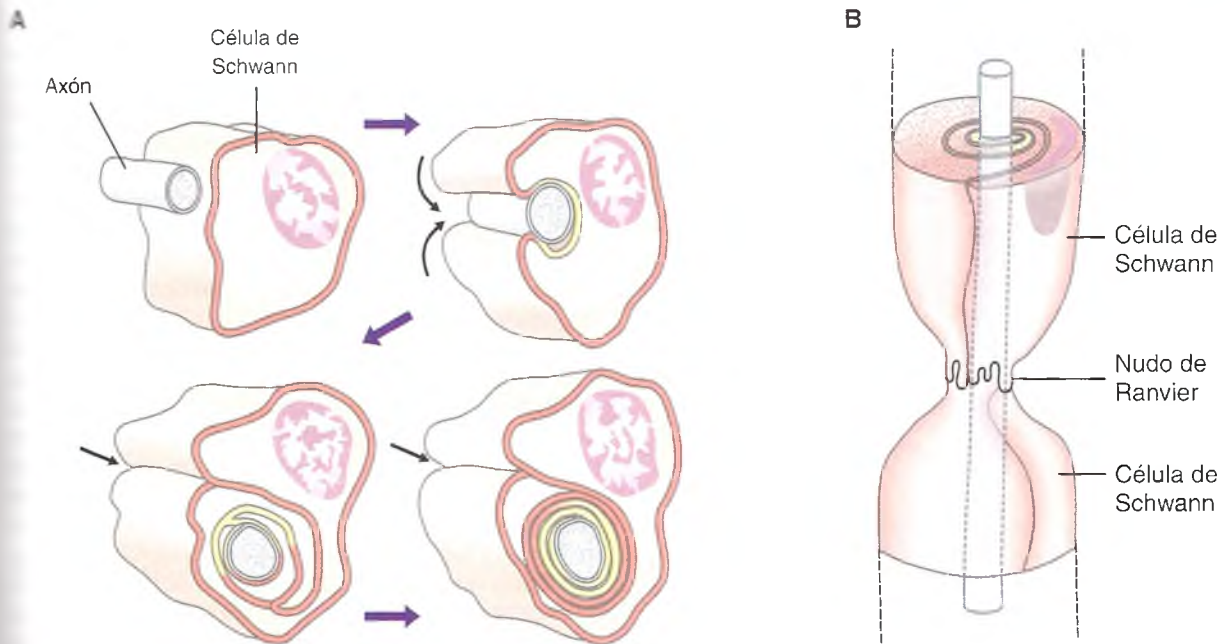 A
Célula de
Schwann
Axón
B
Célula de
Schwann
Nudo de
Ranvier
Célula de
Schwann